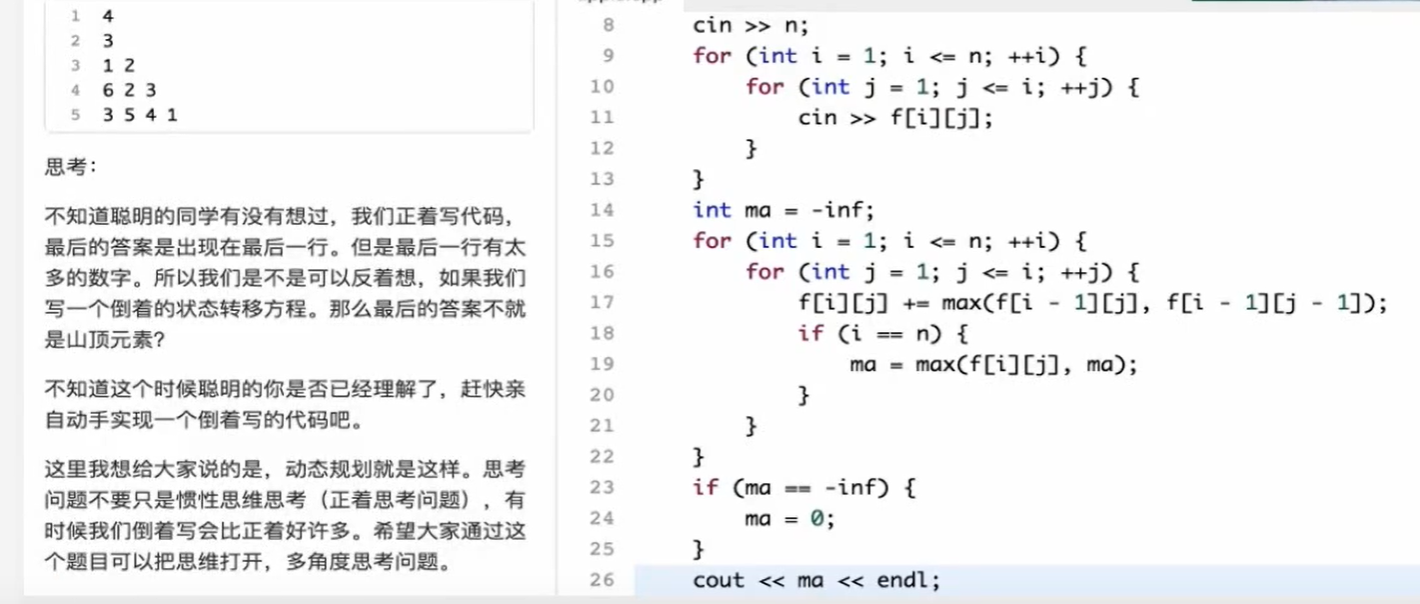 1 4
2 3
3 1 2
4 6 2 3
5 3 5 4 1
思考：
不知道聪明的同学有没有想过，我们正着写代码，
最后的答案是出现在最后一行。但是最后一行有太
多的数字。所以我们是不是可以反着想，如果我们
写一个倒着的状态转移方程。那么最后的答案不就
是山顶元素?
不知道这个时候聪明的你是否已经理解了，赶快亲
自动手实现一个倒着写的代码吧。
这里我想给大家说的是，动态规划就是这样。思考
问题不要只是惯性思维思考（正着思考问题），有
时候我们倒着写会比正着好许多。希望大家通过这
个题目可以把思维打开，多角度思考问题。
8 cin >> n;
9 for (int i = 1; i <= n; ++i) {
10 for (int j = 1; j <= i; ++j) {
11 cin >> f[i][j];
12 }
13 }
14 int ma = -inf;
15 for (int i = 1; i <= n; ++i) {
16 for (int j = 1; j <= i; ++j) {
17 f[i][j] += max(f[i - 1][j], f[i - 1][j - 1]);
18 if (i == n) {
19 ma = max(f[i][j], ma);
20 }
21 }
22 }
23 if (ma == -inf) {
24 ma = 0;
25 }
26 cout << ma << endl;